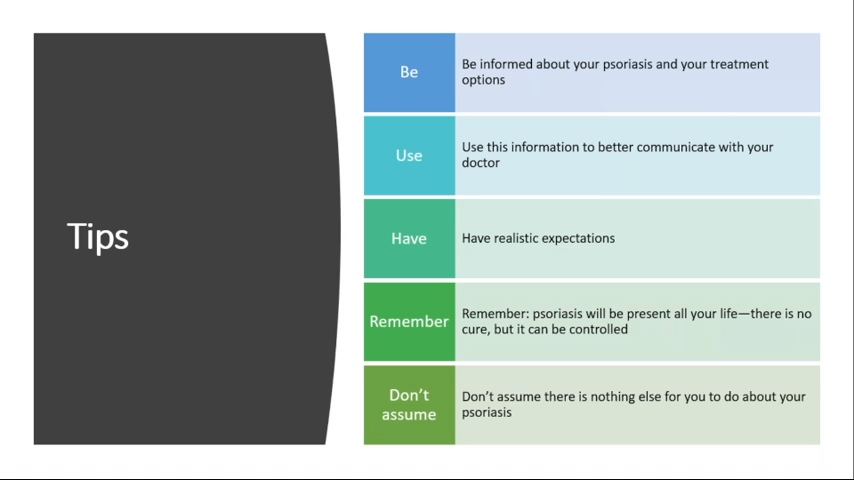 Tips
Be
Be informed about your psoriasis and your treatment
options
Use
Use this information to better communicate with your
doctor
Have
Have realistic expectations
Remember
Remember: psoriasis will be present all your life—there is no
cure, but it can be controlled
Don’t
assume
Don’t assume there is nothing else for you to do about your
psoriasis